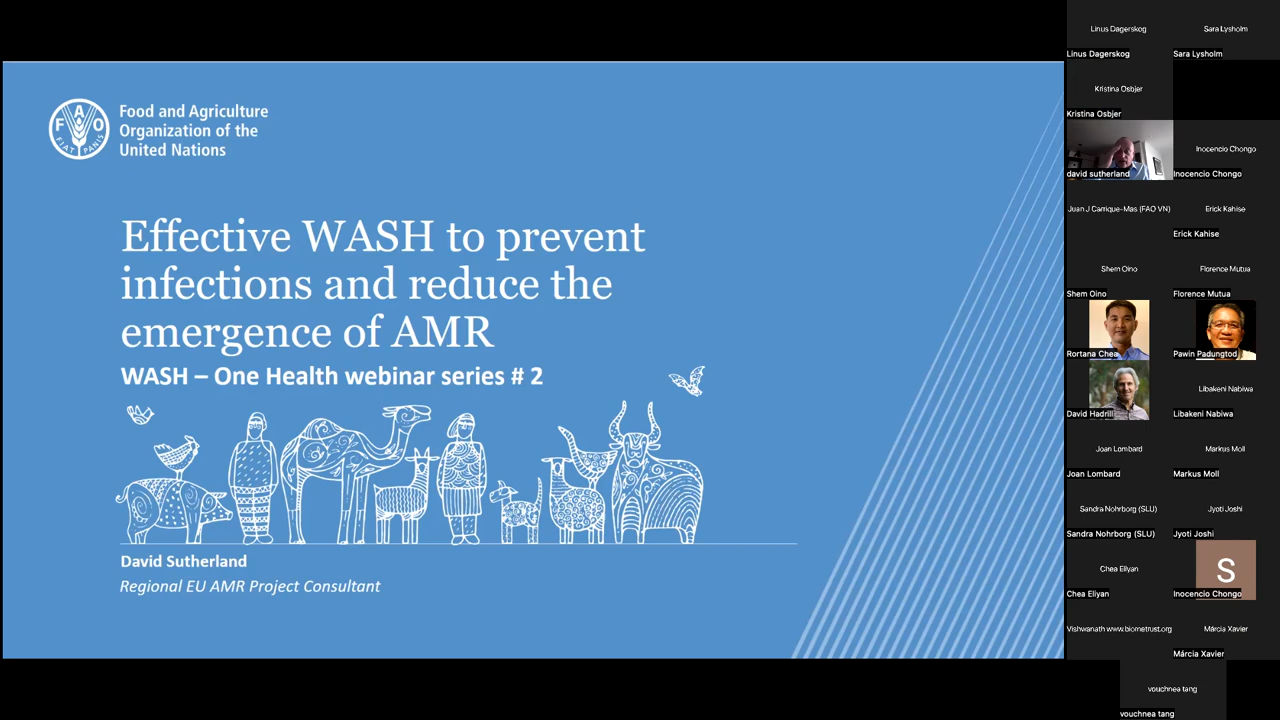 FAO
FIAT PANIS
Food and Agriculture
Organization of the
United Nations
Effective WASH to prevent
infections and reduce the
emergence of AMR
WASH – One Health webinar series # 2
David Sutherland
Regional EU AMR Project Consultant
Linus Dagerskog
Linus Dagerskog
Sara Lysholm
Sara Lysholm
Kristina Osbjer
Kristina Osbjer
david sutherland
Inocencio Chongo
Inocencio Chongo
Juan J Carrique-Mas (FAO VN)
Erick Kahise
Erick Kahise
Shem Oino
Shem Oino
Florence Mutua
Florence Mutua
Rortana Chea
Pawin Padungtod
David Hadrill
Libakeni Nabiwa
Libakeni Nabiwa
Joan Lombard
Joan Lombard
Markus Moll
Markus Moll
Sandra Nohrborg (SLU)
Sandra Nohrborg (SLU)
Jyoti Joshi
Jyoti Joshi
Chea Eliyan
Chea Eliyan
S
Inocencio Chongo
Vishwanath www.biometrust.org
Márcia Xavier
Márcia Xavier
vouchnea tang
vouchnea tang